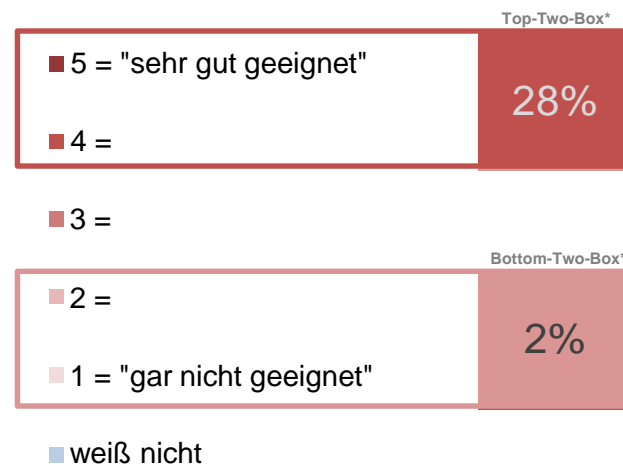 Top-Two-Box*
5 = "sehr gut geeignet"
28%
4 =
3 =
Bottom-Two-Box*
2 =
2%
1 = "gar nicht geeignet"
weiß nicht